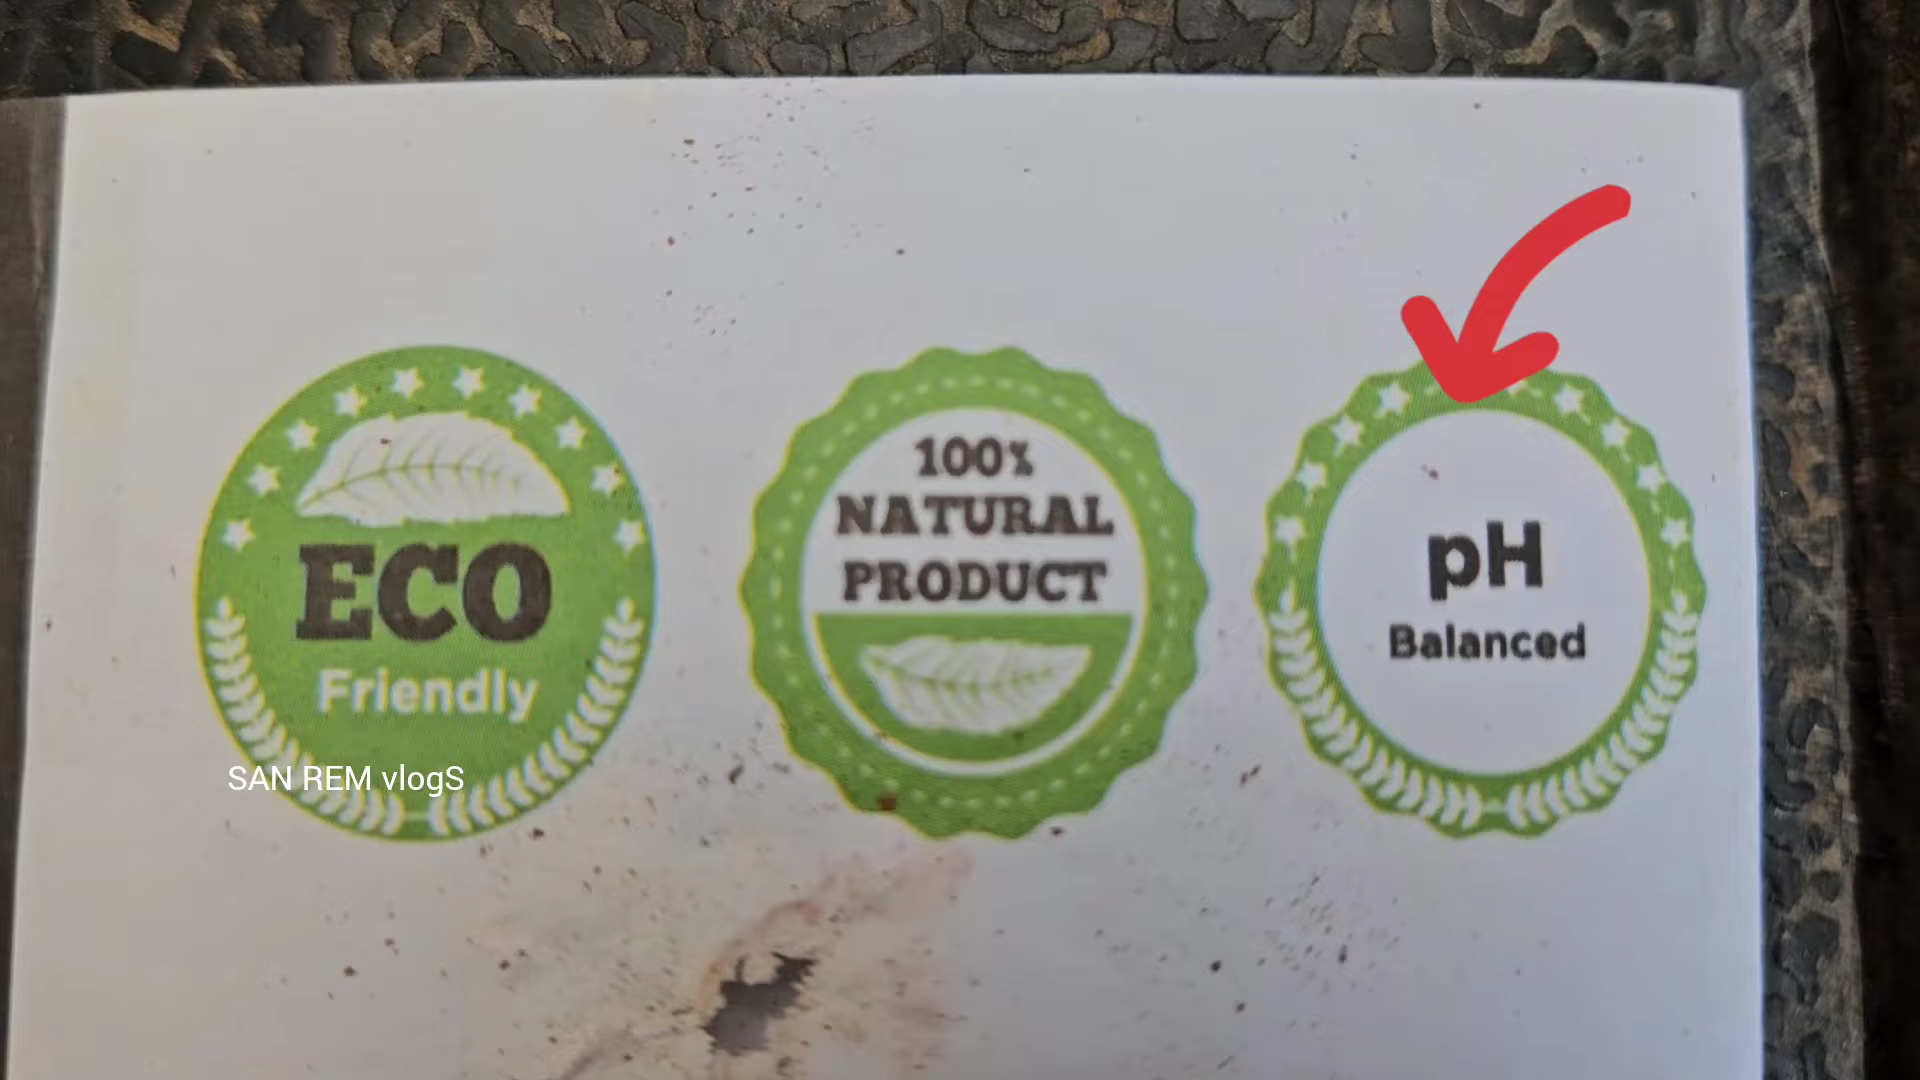 ECO
Friendly
100%
NATURAL
PRODUCT
pH
Balanced
SAN REM vlogS